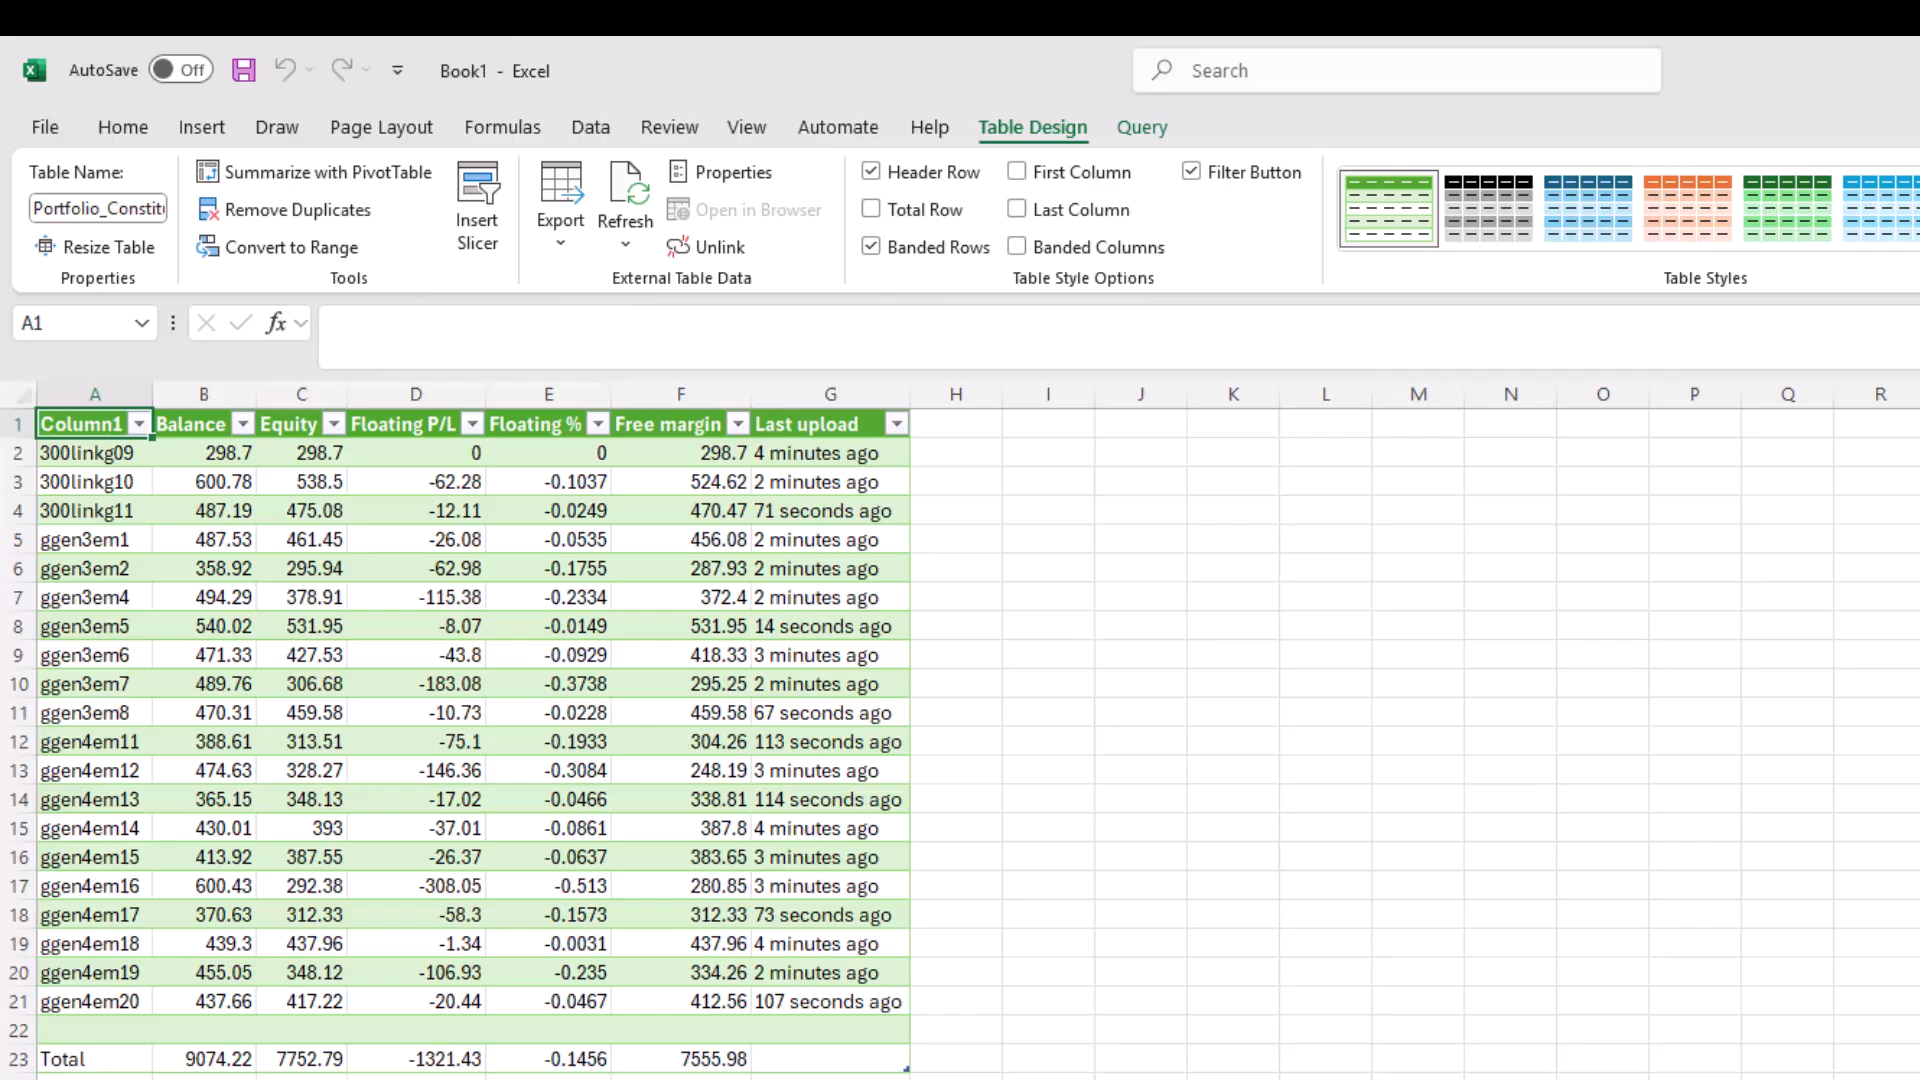 AutoSave Off Book1 - Excel Search
File Home Insert Draw Page Layout Formulas Data Review View Automate Help Table Design Query
Table Name:
Portfolio_Constitu
Resize Table
Properties
Summarize with PivotTable
Remove Duplicates
Convert to Range
Tools
Insert
Slicer
Export
Refresh
Properties
Open in Browser
Unlink
External Table Data
Header Row First Column Filter Button
Total Row Last Column
Banded Rows Banded Columns
Table Style Options
Table Styles
A1 fx
A B C D E F G H I J K L M N O P Q R
1 Column1 Balance Equity Floating P/L Floating % Free margin Last upload
2 300linkg09 298.7 298.7 0 0 298.7 4 minutes ago
3 300linkg10 600.78 538.5 -62.28 -0.1037 524.62 2 minutes ago
4 300linkg11 487.19 475.08 -12.11 -0.0249 470.47 71 seconds ago
5 ggen3em1 487.53 461.45 -26.08 -0.0535 456.08 2 minutes ago
6 ggen3em2 358.92 295.94 -62.98 -0.1755 287.93 2 minutes ago
7 ggen3em4 494.29 378.91 -115.38 -0.2334 372.4 2 minutes ago
8 ggen3em5 540.02 531.95 -8.07 -0.0149 531.95 14 seconds ago
9 ggen3em6 471.33 427.53 -43.8 -0.0929 418.33 3 minutes ago
10 ggen3em7 489.76 306.68 -183.08 -0.3738 295.25 2 minutes ago
11 ggen3em8 470.31 459.58 -10.73 -0.0228 459.58 67 seconds ago
12 ggen4em11 388.61 313.51 -75.1 -0.1933 304.26 113 seconds ago
13 ggen4em12 474.63 328.27 -146.36 -0.3084 248.19 3 minutes ago
14 ggen4em13 365.15 348.13 -17.02 -0.0466 338.81 114 seconds ago
15 ggen4em14 430.01 393 -37.01 -0.0861 387.8 4 minutes ago
16 ggen4em15 413.92 387.55 -26.37 -0.0637 383.65 3 minutes ago
17 ggen4em16 600.43 292.38 -308.05 -0.513 280.85 3 minutes ago
18 ggen4em17 370.63 312.33 -58.3 -0.1573 312.33 73 seconds ago
19 ggen4em18 439.3 437.96 -1.34 -0.0031 437.96 4 minutes ago
20 ggen4em19 455.05 348.12 -106.93 -0.235 334.26 2 minutes ago
21 ggen4em20 437.66 417.22 -20.44 -0.0467 412.56 107 seconds ago
22
23 Total 9074.22 7752.79 -1321.43 -0.1456 7555.98